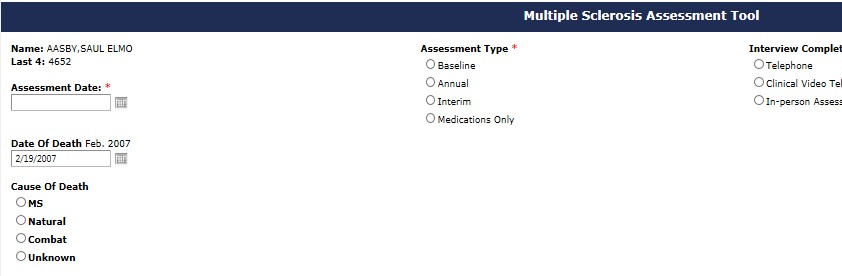 Multiple Sclerosis Assessment Tool
Name: AASBY,SAUL ELMO
Last 4: 4652
Assessment Date: *
Date Of Death Feb. 2007
2/19/2007
Cause Of Death
MS
Natural
Combat
Unknown
Assessment Type *
Baseline
Annual
Interim
Medications Only
Interview Complet
Telephone
Clinical Video Tel
In-person Assess